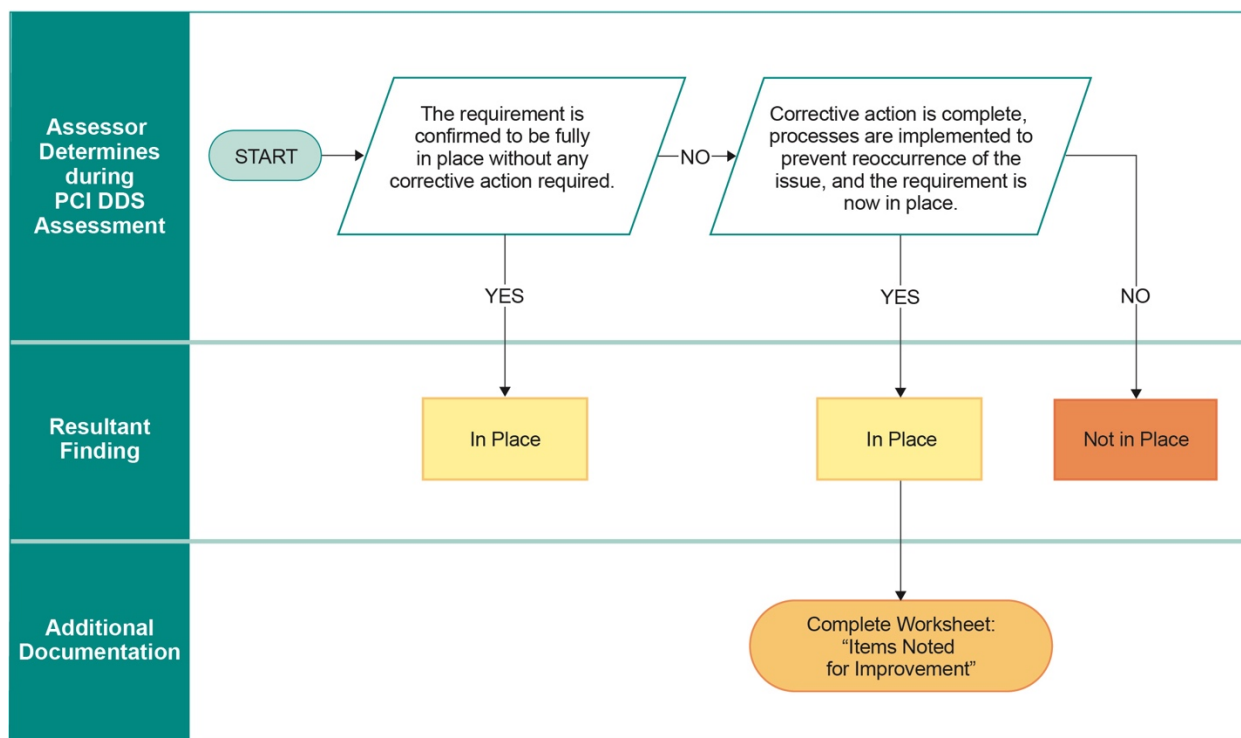 Assessor
Determines
during
PCI DDS
Assessment
START
The requirement is
confirmed to be fully
in place without any
corrective action required.
NO
Corrective action is complete,
processes are implemented to
prevent reoccurrence of the
issue, and the requirement is
now in place.
YES
YES
NO
Resultant
Finding
In Place
In Place
Not in Place
Additional
Documentation
Complete Worksheet:
“Items Noted
for Improvement”